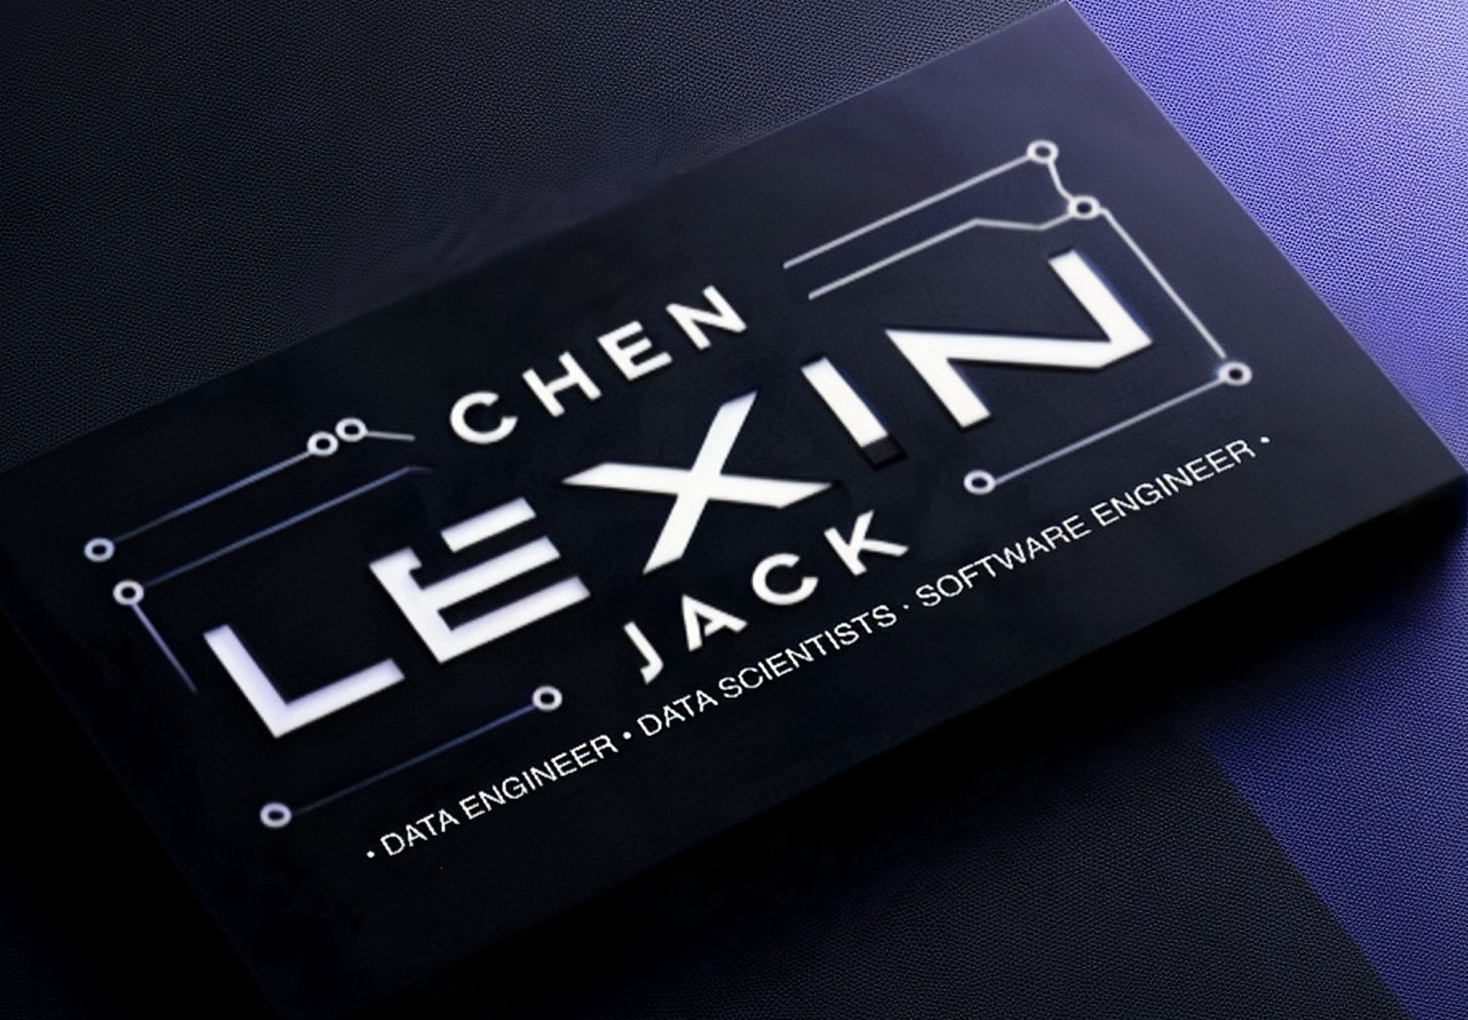 CHEN
LEXIN
JACK
• DATA ENGINEER • DATA SCIENTISTS • SOFTWARE ENGINEER •